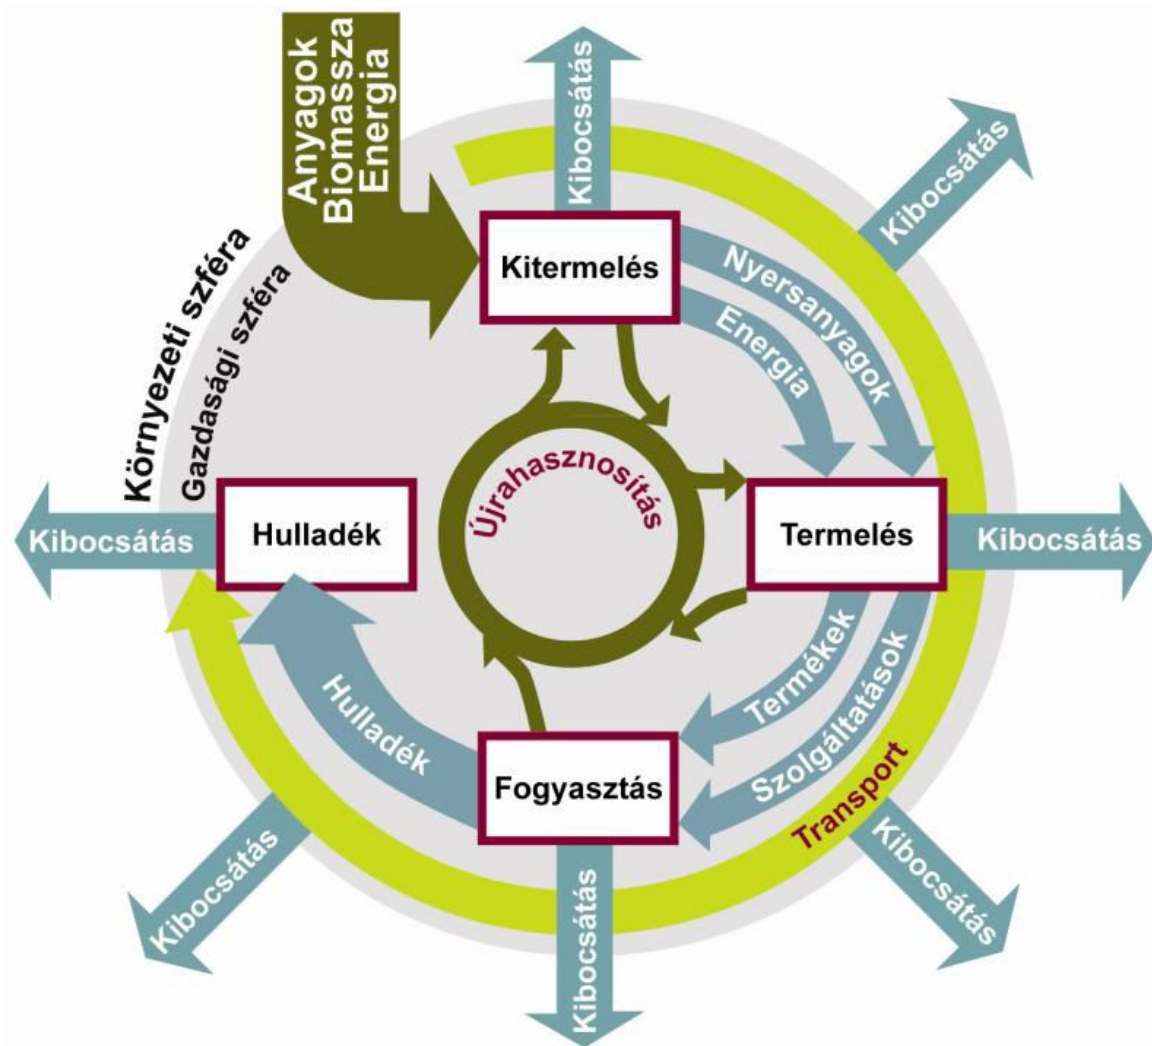 Anyagok
Biomassza
Energia
Kibocsátás
Kibocsátás
Környezeti szféra
Gazdasági szféra
Kitermelés
Nyersanyagok
Energia
Újrahasznosítás
Kibocsátás
Hulladék
Termelés
Kibocsátás
Hulladék
Termékek
Szolgáltatások
Fogyasztás
Transport
Kibocsátás
Kibocsátás
Kibocsátás